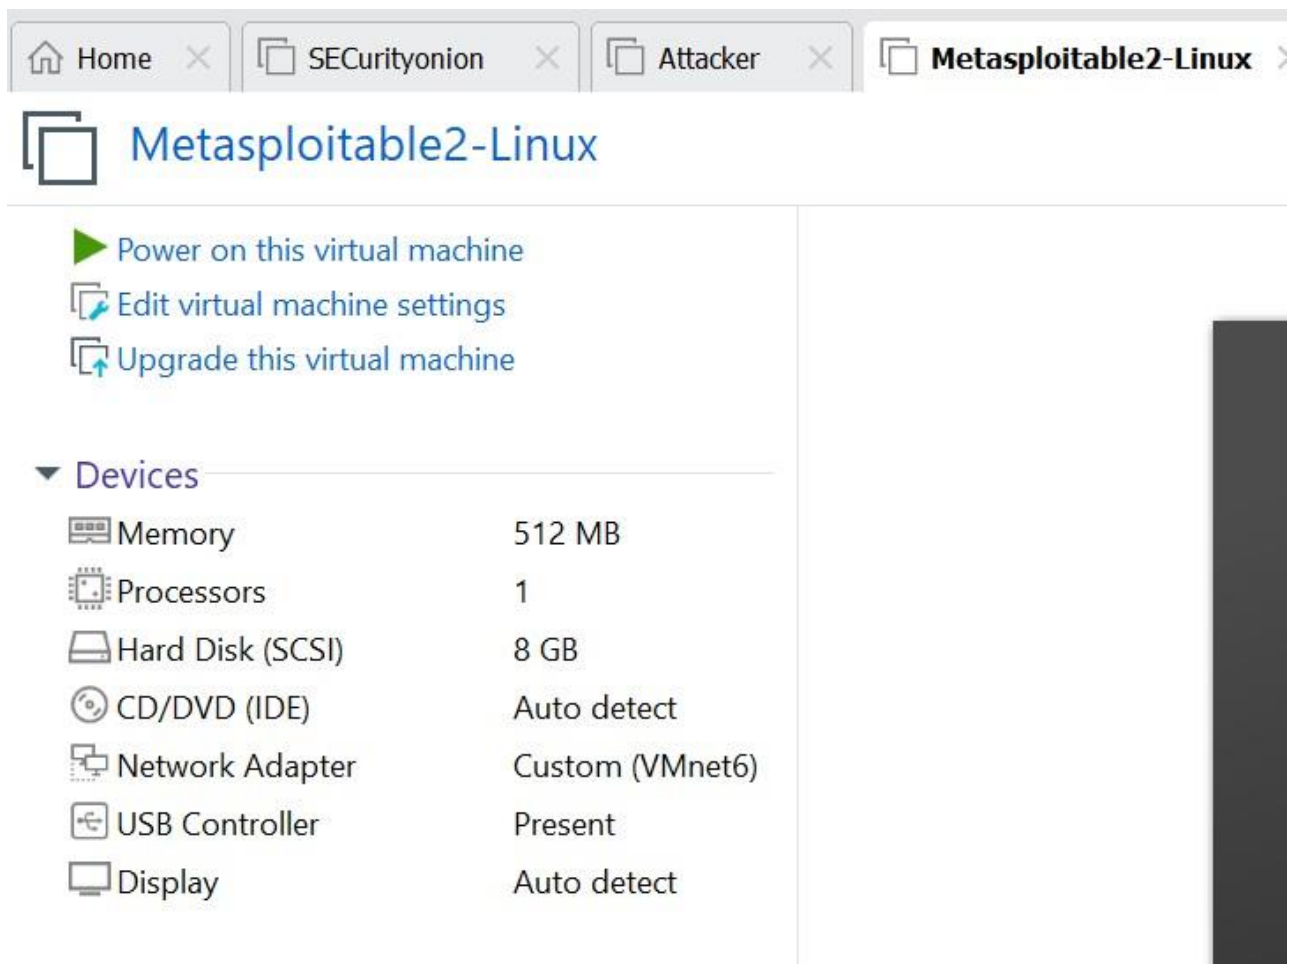 Home SECurityonion Attacker Metasploitable2-Linux
Metasploitable2-Linux
Power on this virtual machine
Edit virtual machine settings
Upgrade this virtual machine
Devices
Memory 512 MB
Processors 1
Hard Disk (SCSI) 8 GB
CD/DVD (IDE) Auto detect
Network Adapter Custom (VMnet6)
USB Controller Present
Display Auto detect